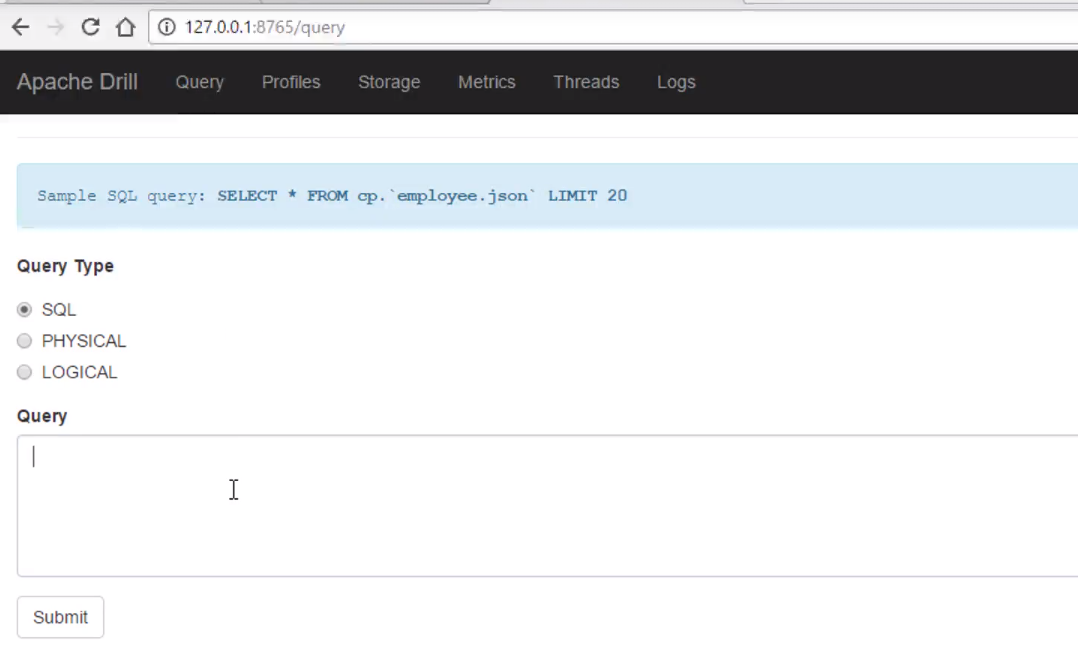 127.0.0.1:8765/query
Apache Drill Query Profiles Storage Metrics Threads Logs
Sample SQL query: SELECT * FROM cp.`employee.json` LIMIT 20
Query Type
SQL
PHYSICAL
LOGICAL
Query
Submit